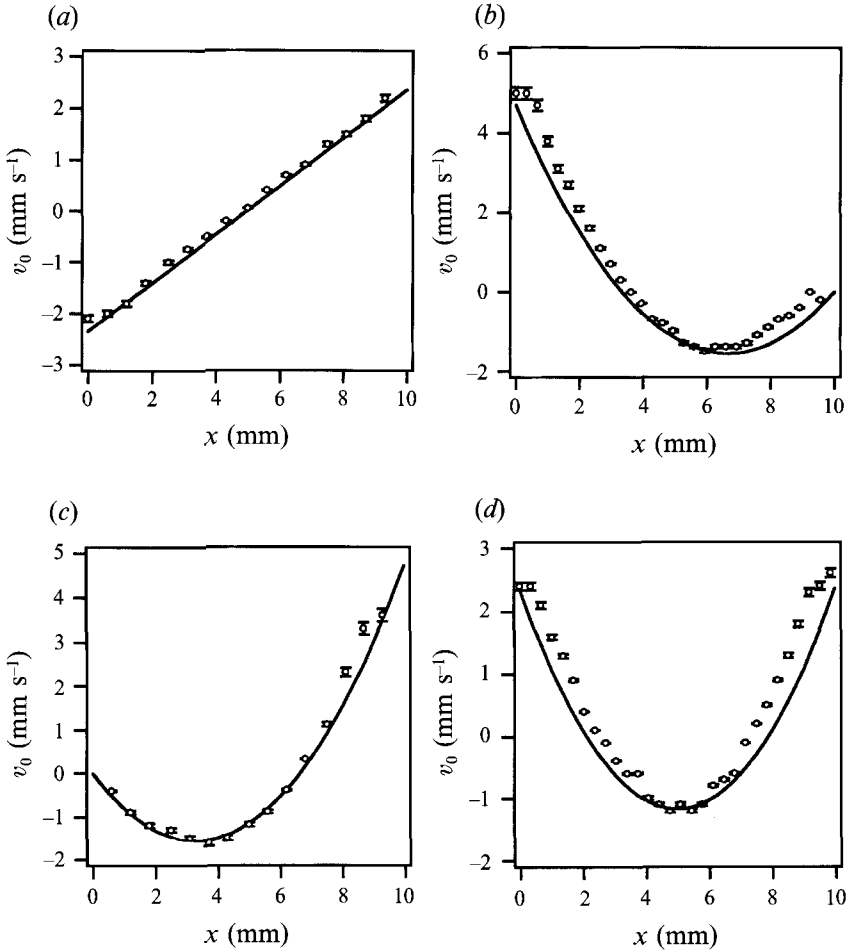 (a)
3
2
1
0
–1
–2
–3
v₀ (mm s⁻¹)
0 2 4 6 8 10
x (mm)
(b)
6
4
2
0
–2
v₀ (mm s⁻¹)
0 2 4 6 8 10
x (mm)
(c)
5
4
3
2
1
0
–1
–2
v₀ (mm s⁻¹)
0 2 4 6 8 10
x (mm)
(d)
3
2
1
0
–1
–2
v₀ (mm s⁻¹)
0 2 4 6 8 10
x (mm)